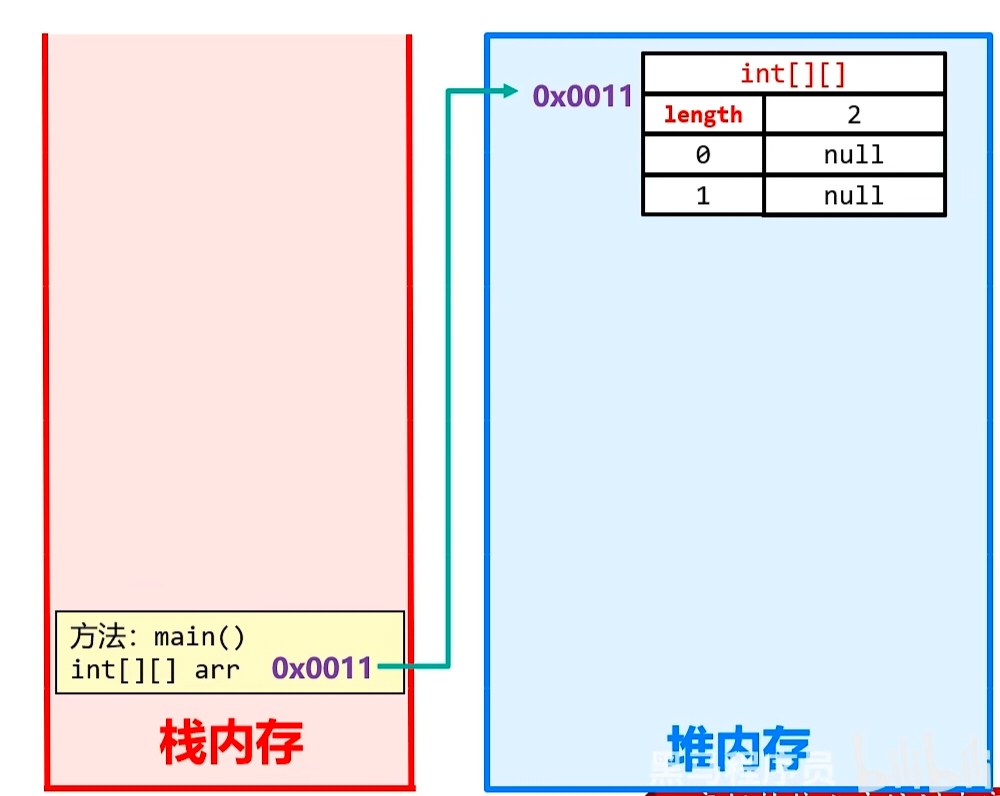 int[][]
0x0011
length 2
0 null
1 null
方法：main()
int[][] arr 0x0011
栈内存
堆内存
黑马程序员
bilibili